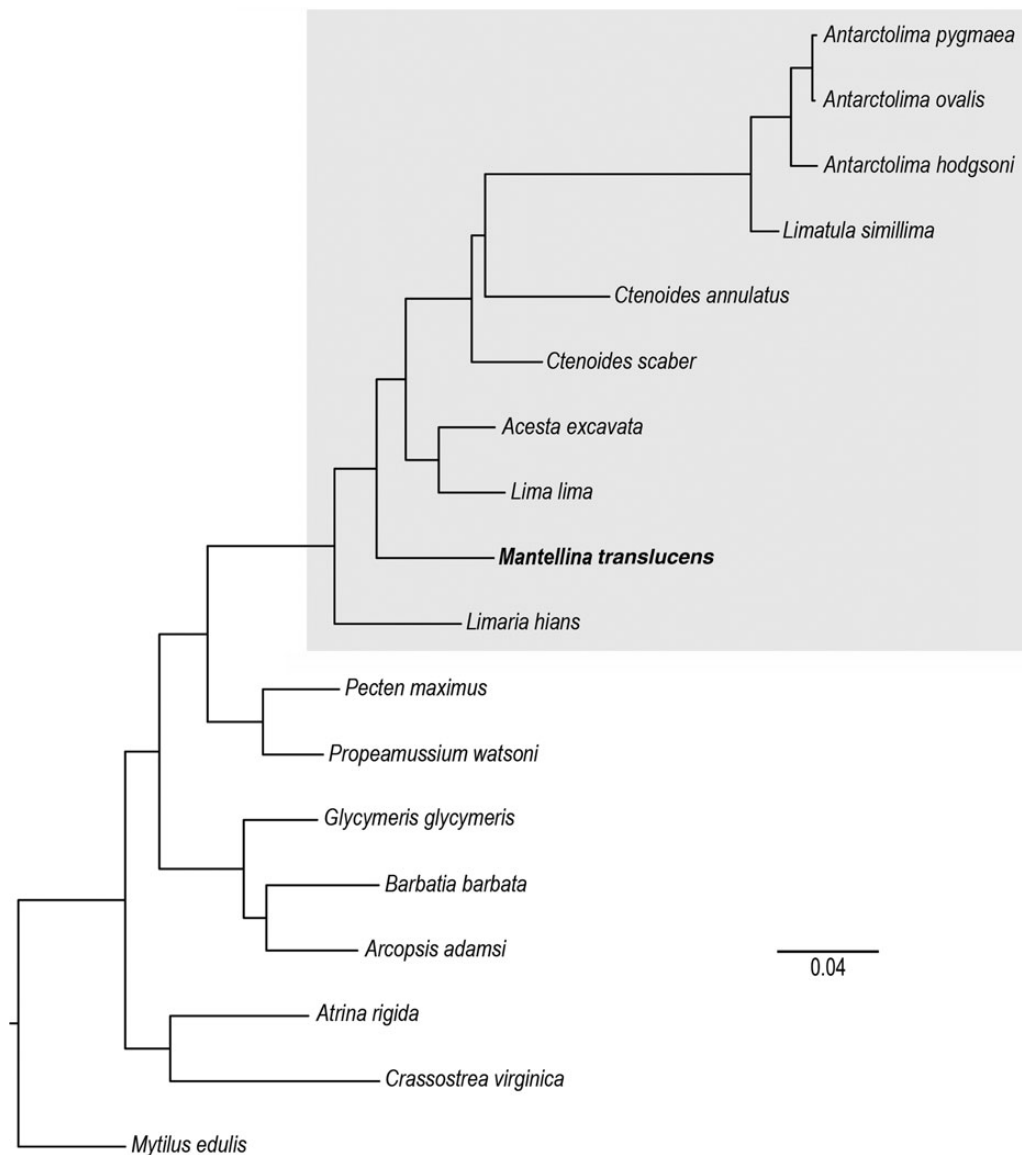 Antarctolima pygmaea
Antarctolima ovalis
Antarctolima hodgsoni
Limatula simillima
Ctenoides annulatus
Ctenoides scaber
Acesta excavata
Lima lima
Mantellina translucens
Limaria hians
Pecten maximus
Propeamussium watsoni
Glycymeris glycymeris
Barbatia barbata
Arcopsis adamsi
0.04
Atrina rigida
Crassostrea virginica
Mytilus edulis